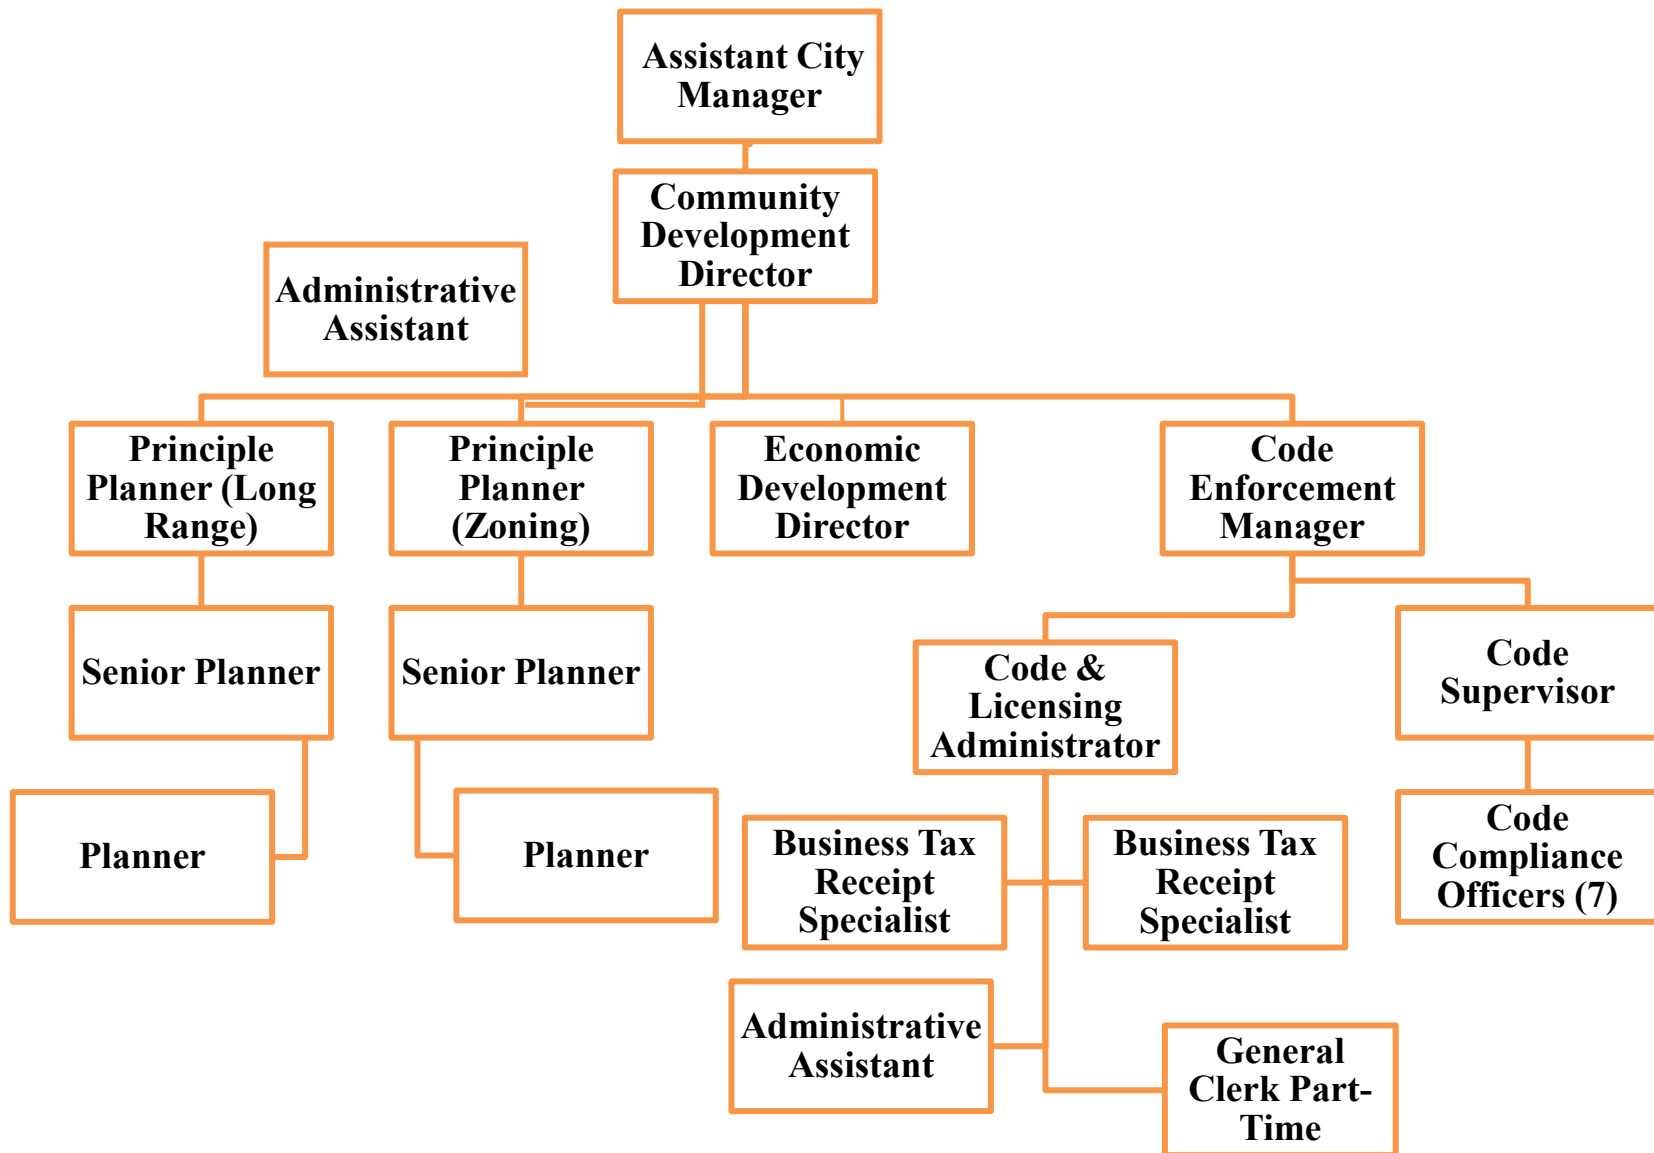 Assistant City
Manager
Community
Development
Director
Administrative
Assistant
Principle
Planner (Long
Range)
Principle
Planner
(Zoning)
Economic
Development
Director
Code
Enforcement
Manager
Senior Planner
Senior Planner
Code &
Licensing
Administrator
Code
Supervisor
Planner
Planner
Business Tax
Receipt
Specialist
Business Tax
Receipt
Specialist
Code
Compliance
Officers (7)
Administrative
Assistant
General
Clerk Part-
Time